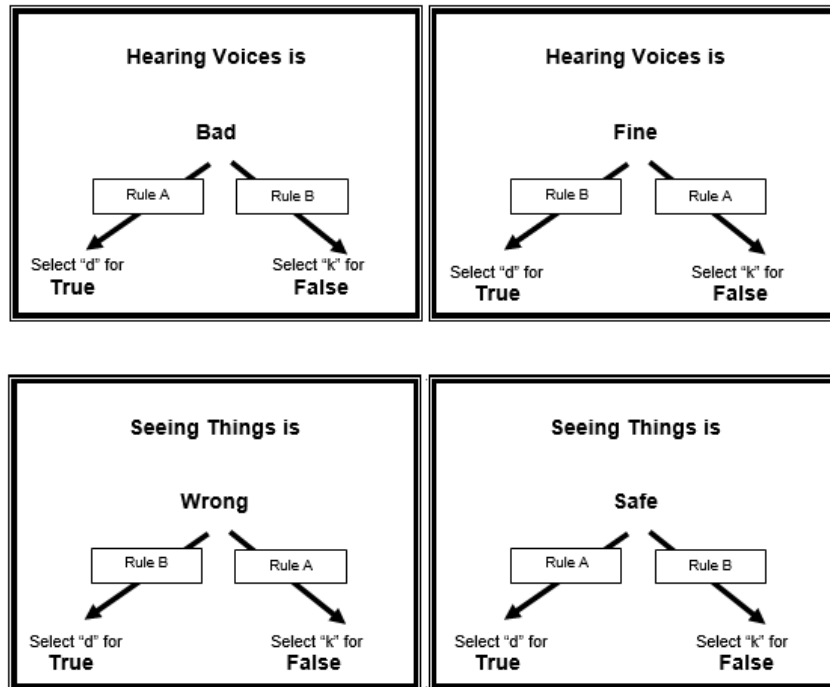 Hearing Voices is
Bad
Rule A
Rule B
Select “d” for
True
Select “k” for
False
Hearing Voices is
Fine
Rule B
Rule A
Select “d” for
True
Select “k” for
False
Seeing Things is
Wrong
Rule B
Rule A
Select “d” for
True
Select “k” for
False
Seeing Things is
Safe
Rule A
Rule B
Select “d” for
True
Select “k” for
False